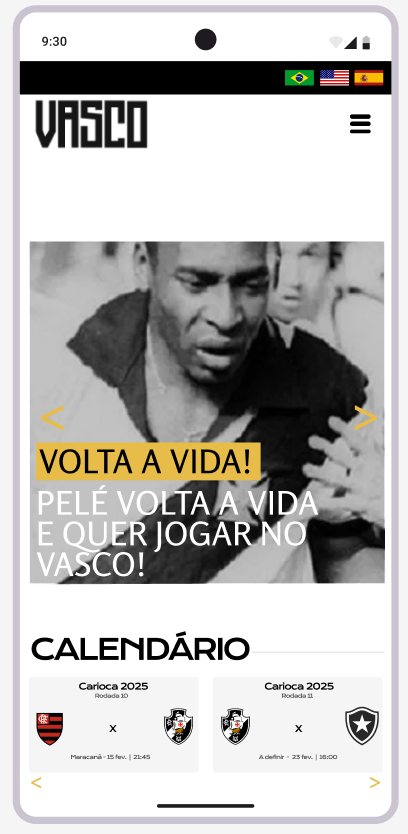 9:30
VASCO
<
>
VOLTA A VIDA!
PELÉ VOLTA A VIDA
E QUER JOGAR NO
VASCO!
CALENDÁRIO
Carioca 2025
Rodada 10
X
Maracanã - 15 fev. | 21:45
Carioca 2025
Rodada 11
X
A definir - 23 fev. | 16:00
<
>